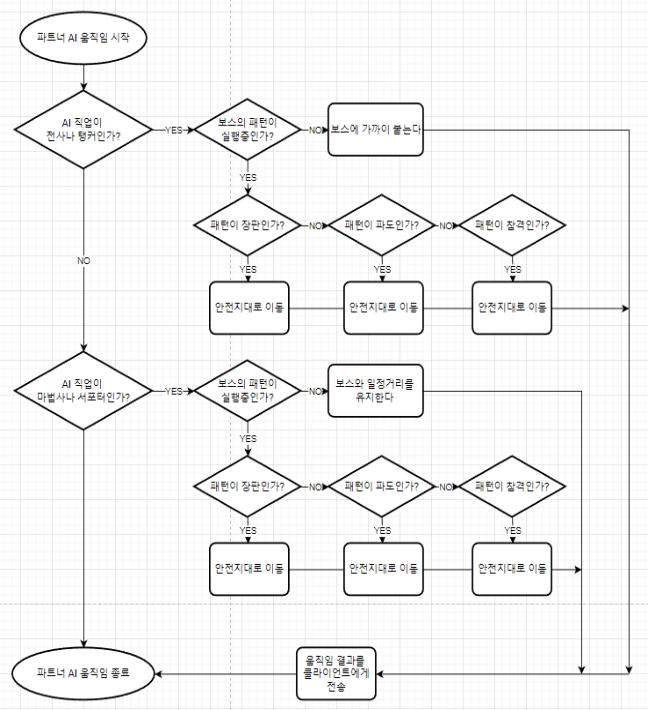 파트너 AI 움직임 시작
AI 직업이
전사나 탱커인가?
YES
보스의 패턴이
실행중인가?
NO
보스에 가까이 붙는다
YES
패턴이 장판인가?
NO
패턴이 파도인가?
NO
패턴이 참격인가?
YES
YES
YES
NO
안전지대로 이동
안전지대로 이동
안전지대로 이동
AI 직업이
마법사나 서포터인가?
YES
보스의 패턴이
실행중인가?
NO
보스와 일정거리를
유지한다
YES
패턴이 장판인가?
NO
패턴이 파도인가?
NO
패턴이 참격인가?
YES
YES
YES
안전지대로 이동
안전지대로 이동
안전지대로 이동
파트너 AI 움직임 종료
움직임 결과를
클라이언트에게
전송